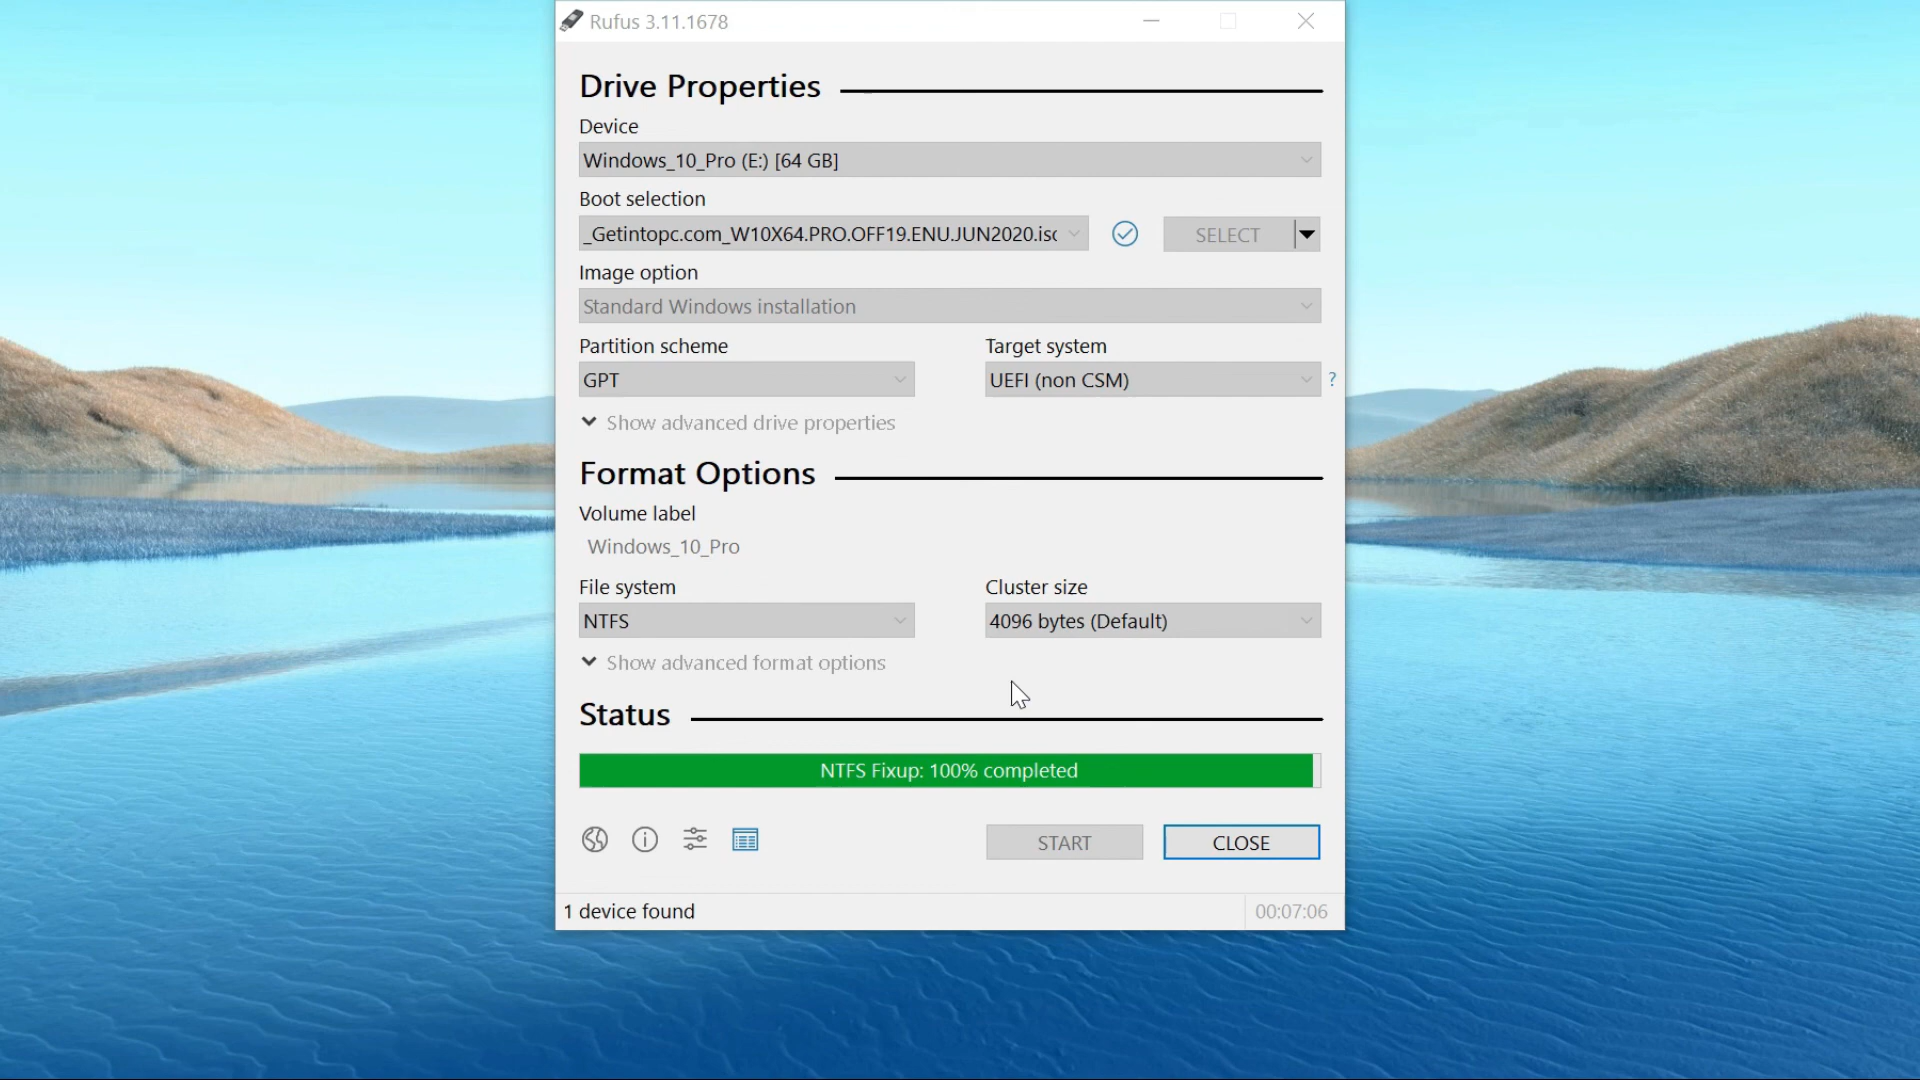 Rufus 3.11.1678
Drive Properties
Device
Windows_10_Pro (E:) [64 GB]
Boot selection
_Getintopc.com_W10X64.PRO.OFF19.ENU.JUN2020.isc
SELECT
Image option
Standard Windows installation
Partition scheme
Target system
GPT
UEFI (non CSM)
?
Show advanced drive properties
Format Options
Volume label
Windows_10_Pro
File system
Cluster size
NTFS
4096 bytes (Default)
Show advanced format options
Status
NTFS Fixup: 100% completed
START
CLOSE
1 device found
00:07:06